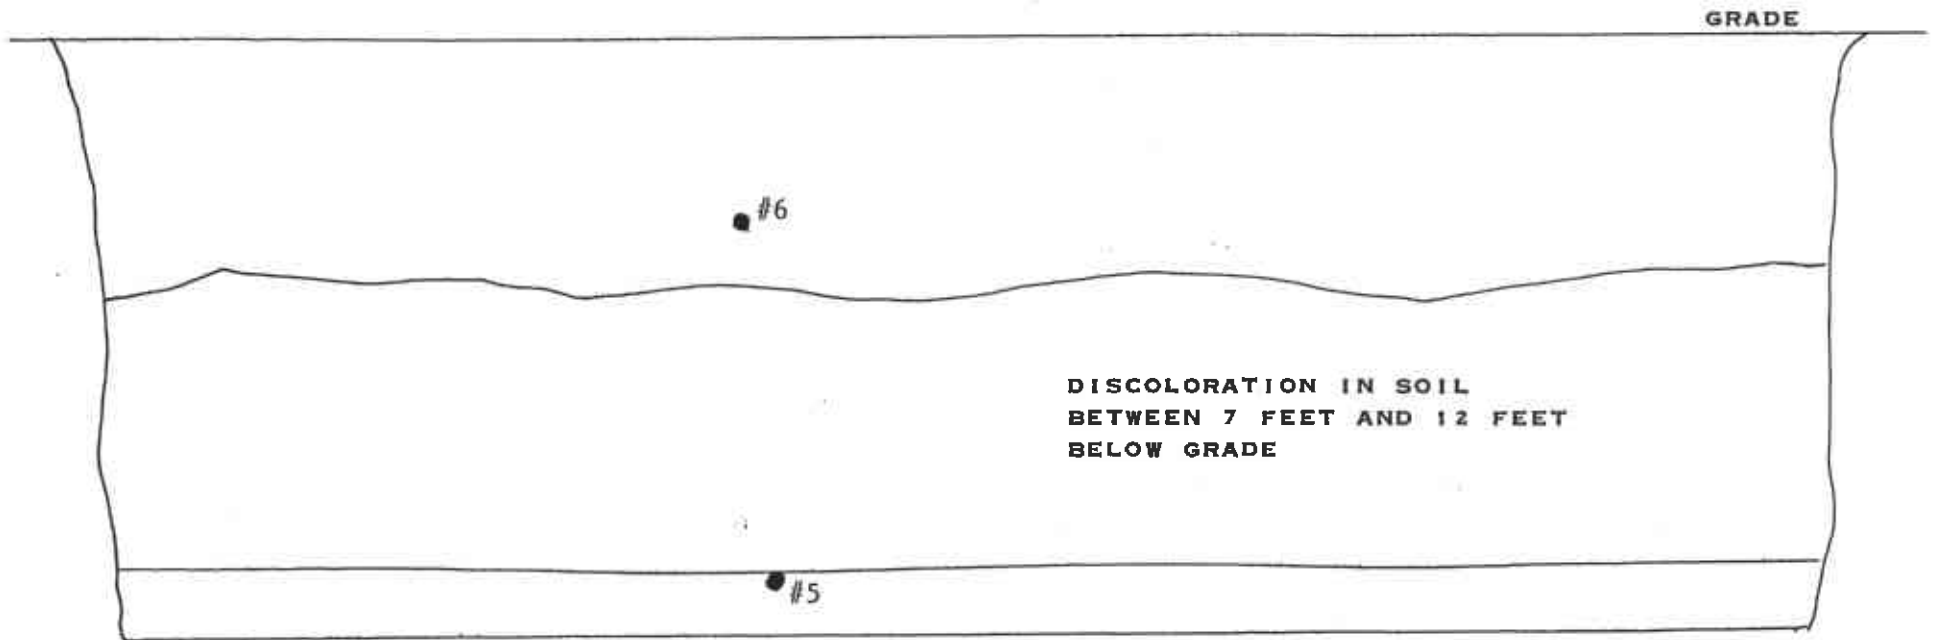 GRADE
#6
DISCOLORATION IN SOIL
BETWEEN 7 FEET AND 12 FEET
BELOW GRADE
#5